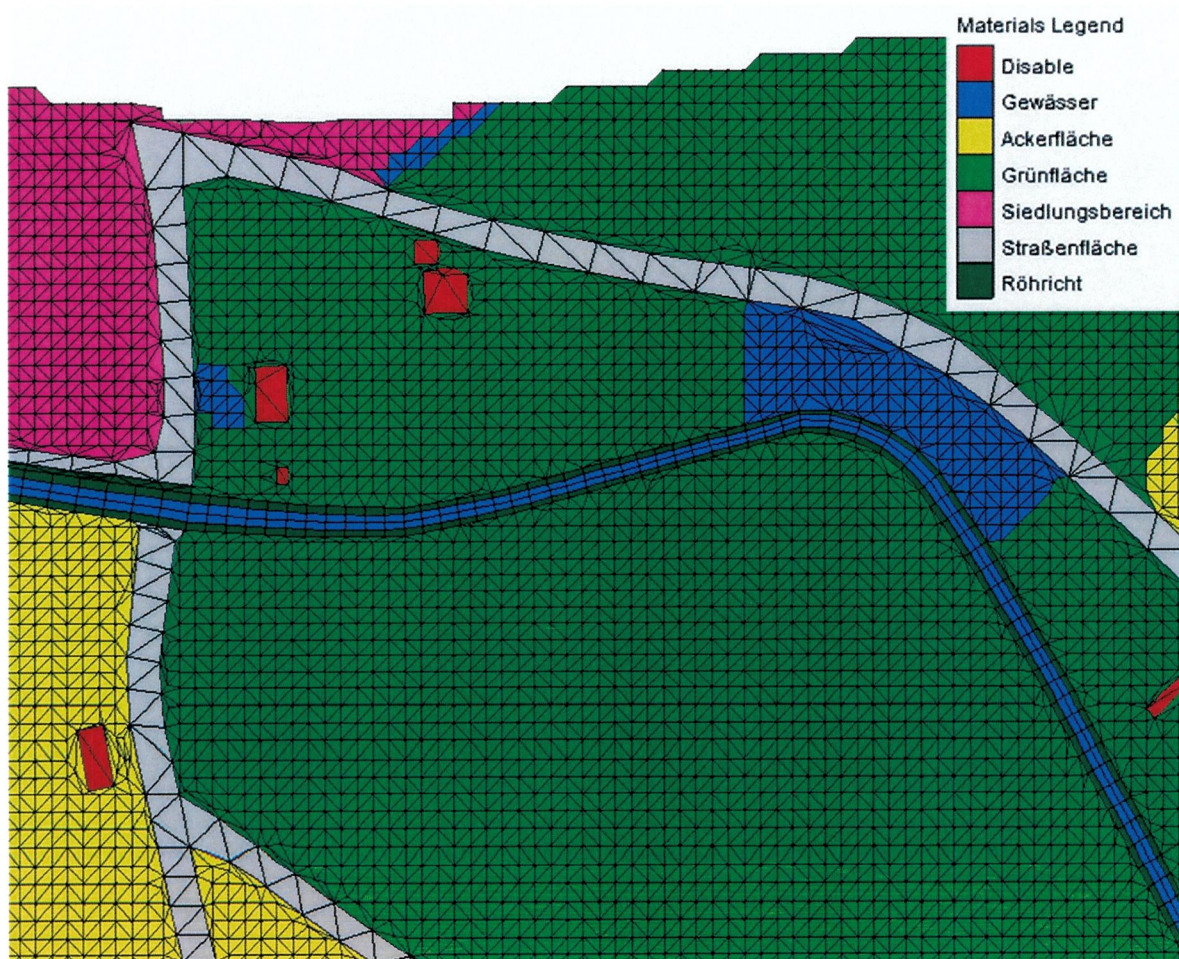 Materials Legend
Disable
Gewässer
Ackerfläche
Grünfläche
Siedlungsbereich
Straßenfläche
Röhricht